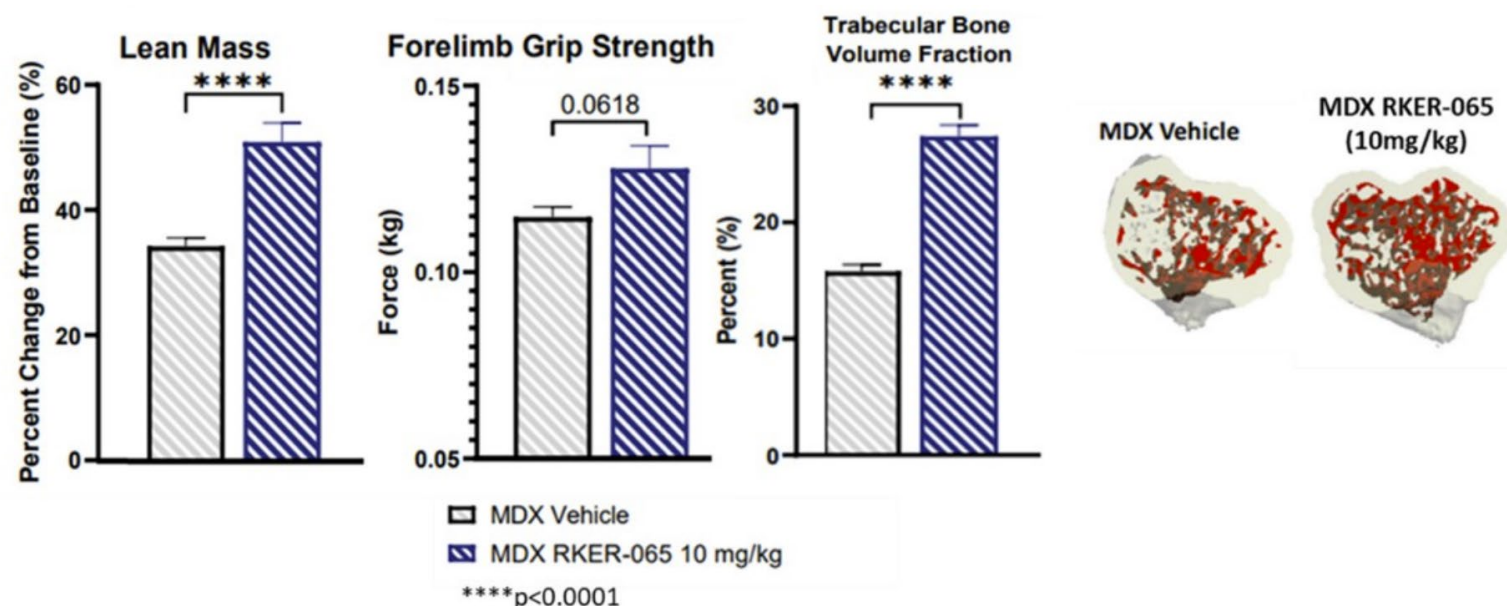 Lean Mass
****
Percent Change from Baseline (%)
60
40
20
0
Forelimb Grip Strength
0.0618
Force (kg)
0.15
0.10
0.05
Trabecular Bone
Volume Fraction
****
Percent (%)
30
20
10
0
MDX Vehicle
MDX RKER-065
(10mg/kg)
MDX Vehicle
MDX RKER-065 10 mg/kg
****p<0.0001